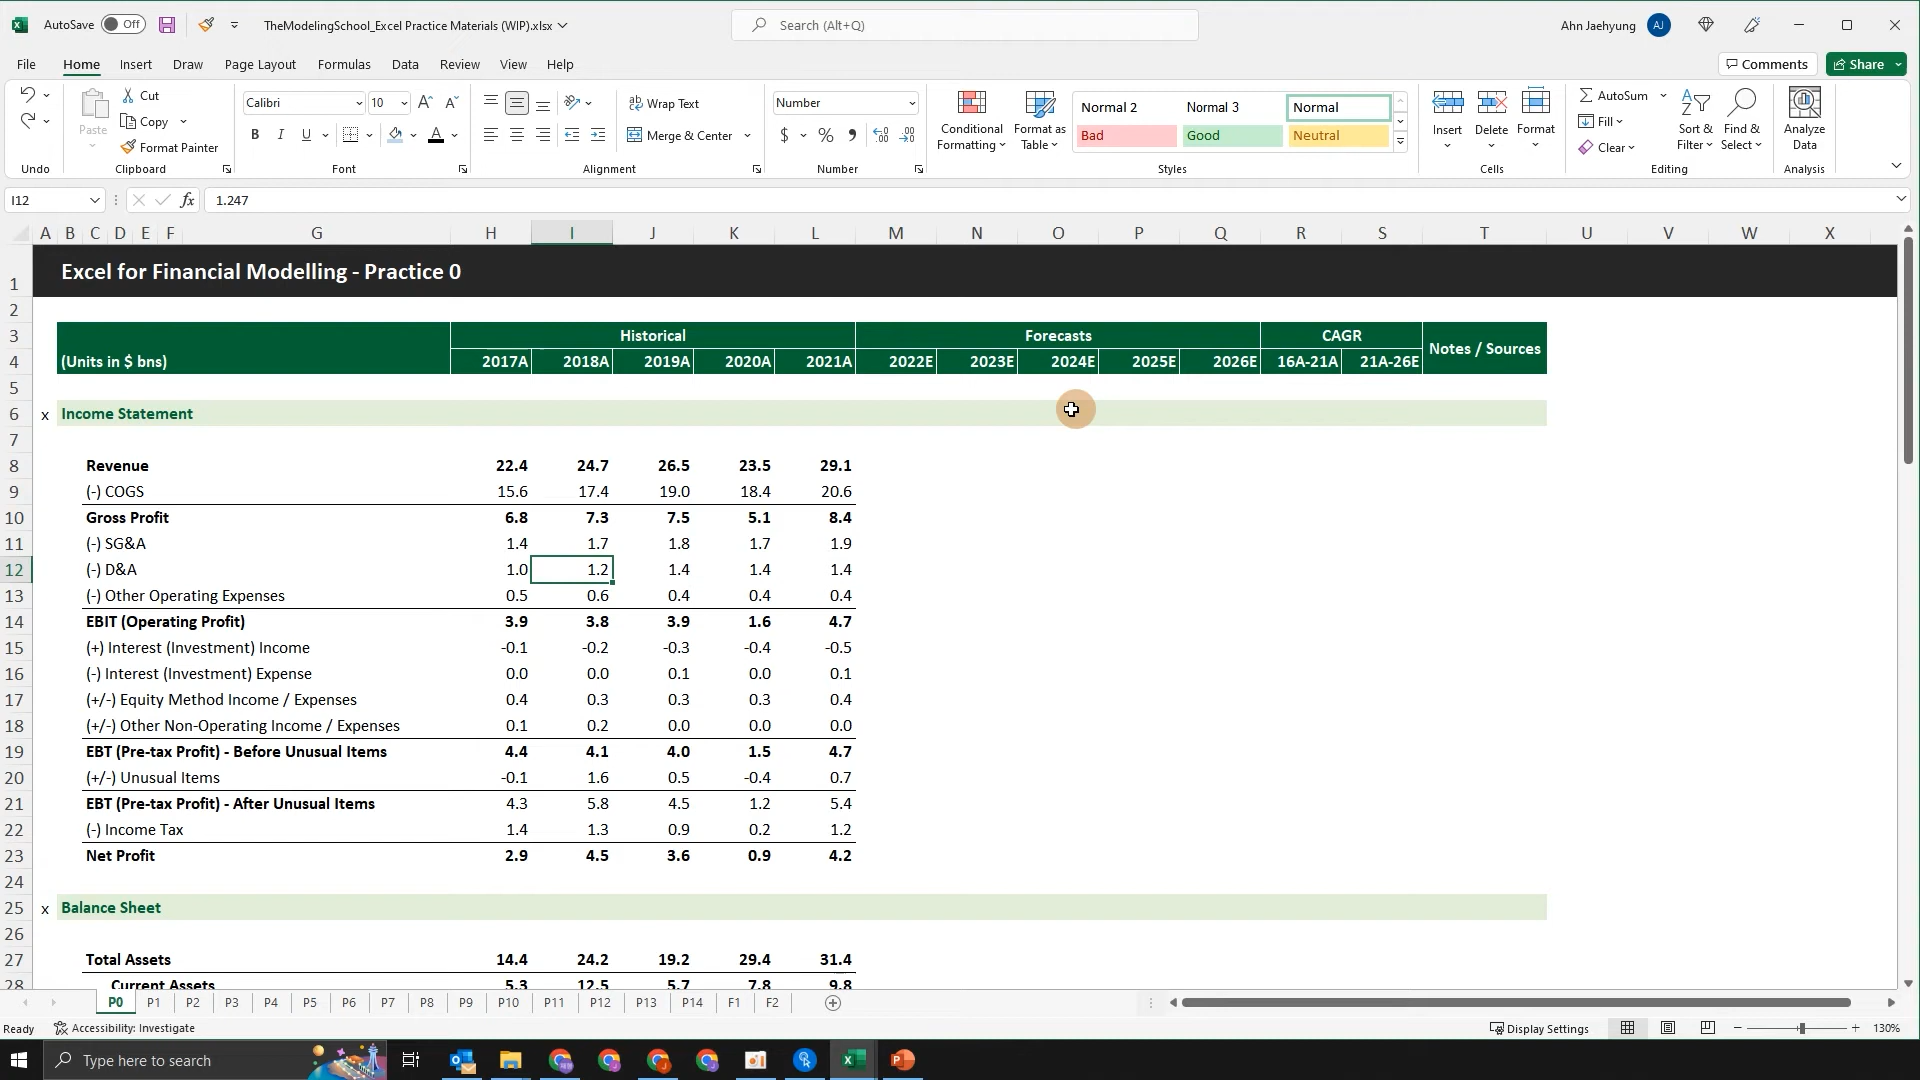 AutoSave Off TheModelingSchool_Excel Practice Materials (WIP).xlsx Search (Alt+Q) Ahn Jaehyung AJ
File Home Insert Draw Page Layout Formulas Data Review View Help Comments Share
Paste Cut Copy Format Painter
Calibri 10 B I U A
Wrap Text Merge & Center
Number $ %
Conditional Formatting Format as Table
Normal 2 Normal 3 Normal
Bad Good Neutral
Insert Delete Format
AutoSum Fill Clear Sort & Filter Find & Select Analyze Data
Undo Clipboard Font Alignment Number Styles Cells Editing Analysis
I12 fx 1.247
A B C D E F G H I J K L M N O P Q R S T U V W X
1 Excel for Financial Modelling - Practice 0
2
3 Historical Forecasts CAGR Notes / Sources
4 (Units in $ bns) 2017A 2018A 2019A 2020A 2021A 2022E 2023E 2024E 2025E 2026E 16A-21A 21A-26E
5
6 x Income Statement
7
8 Revenue 22.4 24.7 26.5 23.5 29.1
9 (-) COGS 15.6 17.4 19.0 18.4 20.6
10 Gross Profit 6.8 7.3 7.5 5.1 8.4
11 (-) SG&A 1.4 1.7 1.8 1.7 1.9
12 (-) D&A 1.0 1.2 1.4 1.4 1.4
13 (-) Other Operating Expenses 0.5 0.6 0.4 0.4 0.4
14 EBIT (Operating Profit) 3.9 3.8 3.9 1.6 4.7
15 (+) Interest (Investment) Income -0.1 -0.2 -0.3 -0.4 -0.5
16 (-) Interest (Investment) Expense 0.0 0.0 0.1 0.0 0.1
17 (+/-) Equity Method Income / Expenses 0.4 0.3 0.3 0.3 0.4
18 (+/-) Other Non-Operating Income / Expenses 0.1 0.2 0.0 0.0 0.0
19 EBT (Pre-tax Profit) - Before Unusual Items 4.4 4.1 4.0 1.5 4.7
20 (+/-) Unusual Items -0.1 1.6 0.5 -0.4 0.7
21 EBT (Pre-tax Profit) - After Unusual Items 4.3 5.8 4.5 1.2 5.4
22 (-) Income Tax 1.4 1.3 0.9 0.2 1.2
23 Net Profit 2.9 4.5 3.6 0.9 4.2
24
25 x Balance Sheet
26
27 Total Assets 14.4 24.2 19.2 29.4 31.4
28 Current Assets 5.3 12.5 5.7 7.8 9.8
P0 P1 P2 P3 P4 P5 P6 P7 P8 P9 P10 P11 P12 P13 P14 F1 F2
Ready Accessibility: Investigate Display Settings 130%
Type here to search